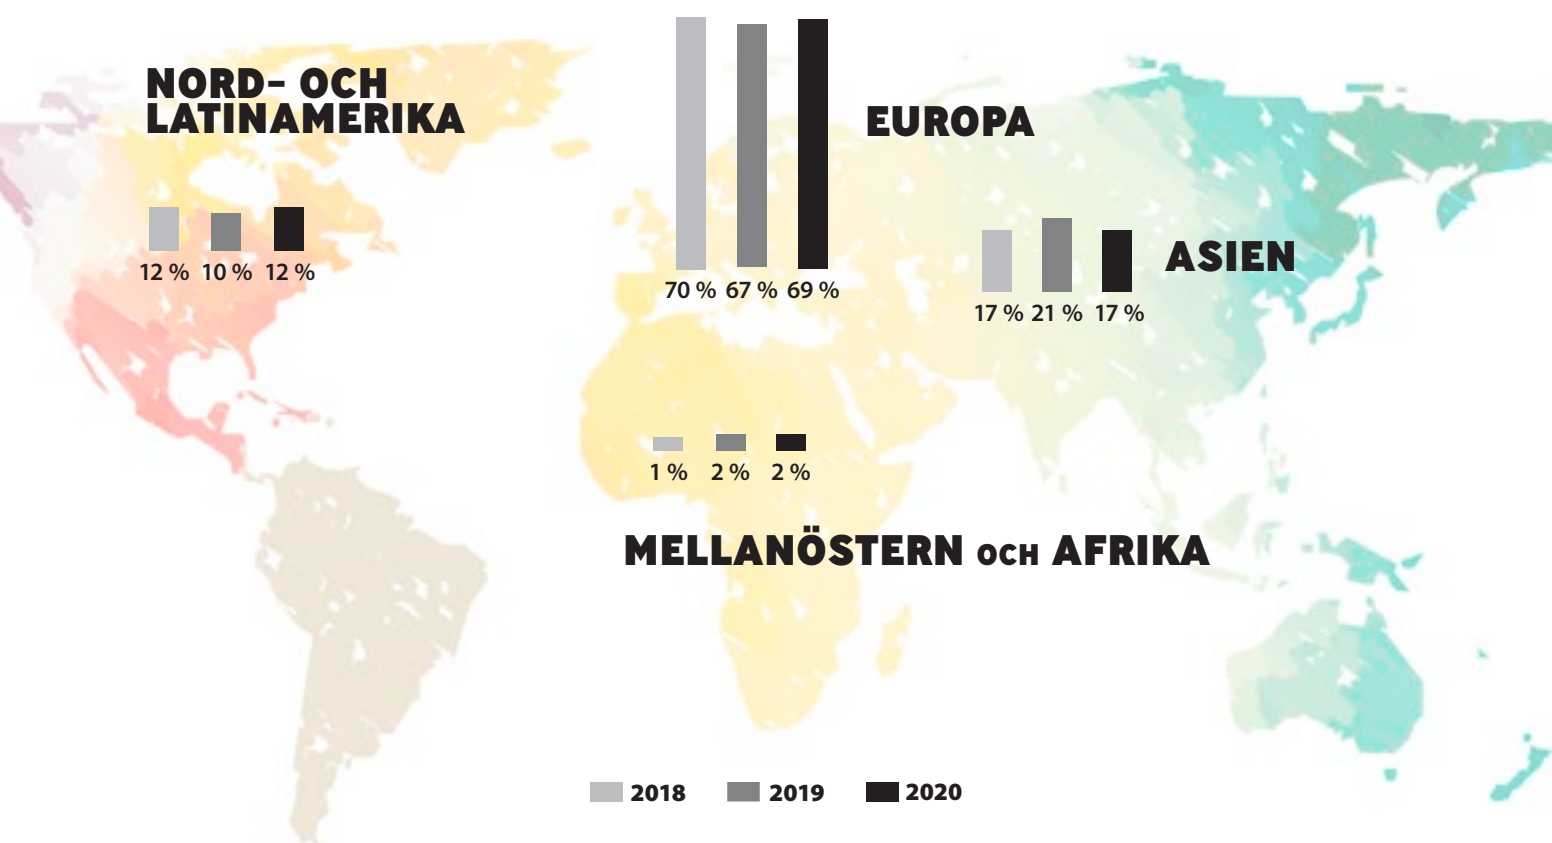 NORD- OCH
LATINAMERIKA
12 % 10 % 12 %
EUROPA
70 % 67 % 69 %
ASIEN
17 % 21 % 17 %
1 % 2 % 2 %
MELLANÖSTERN OCH AFRIKA
2018 2019 2020